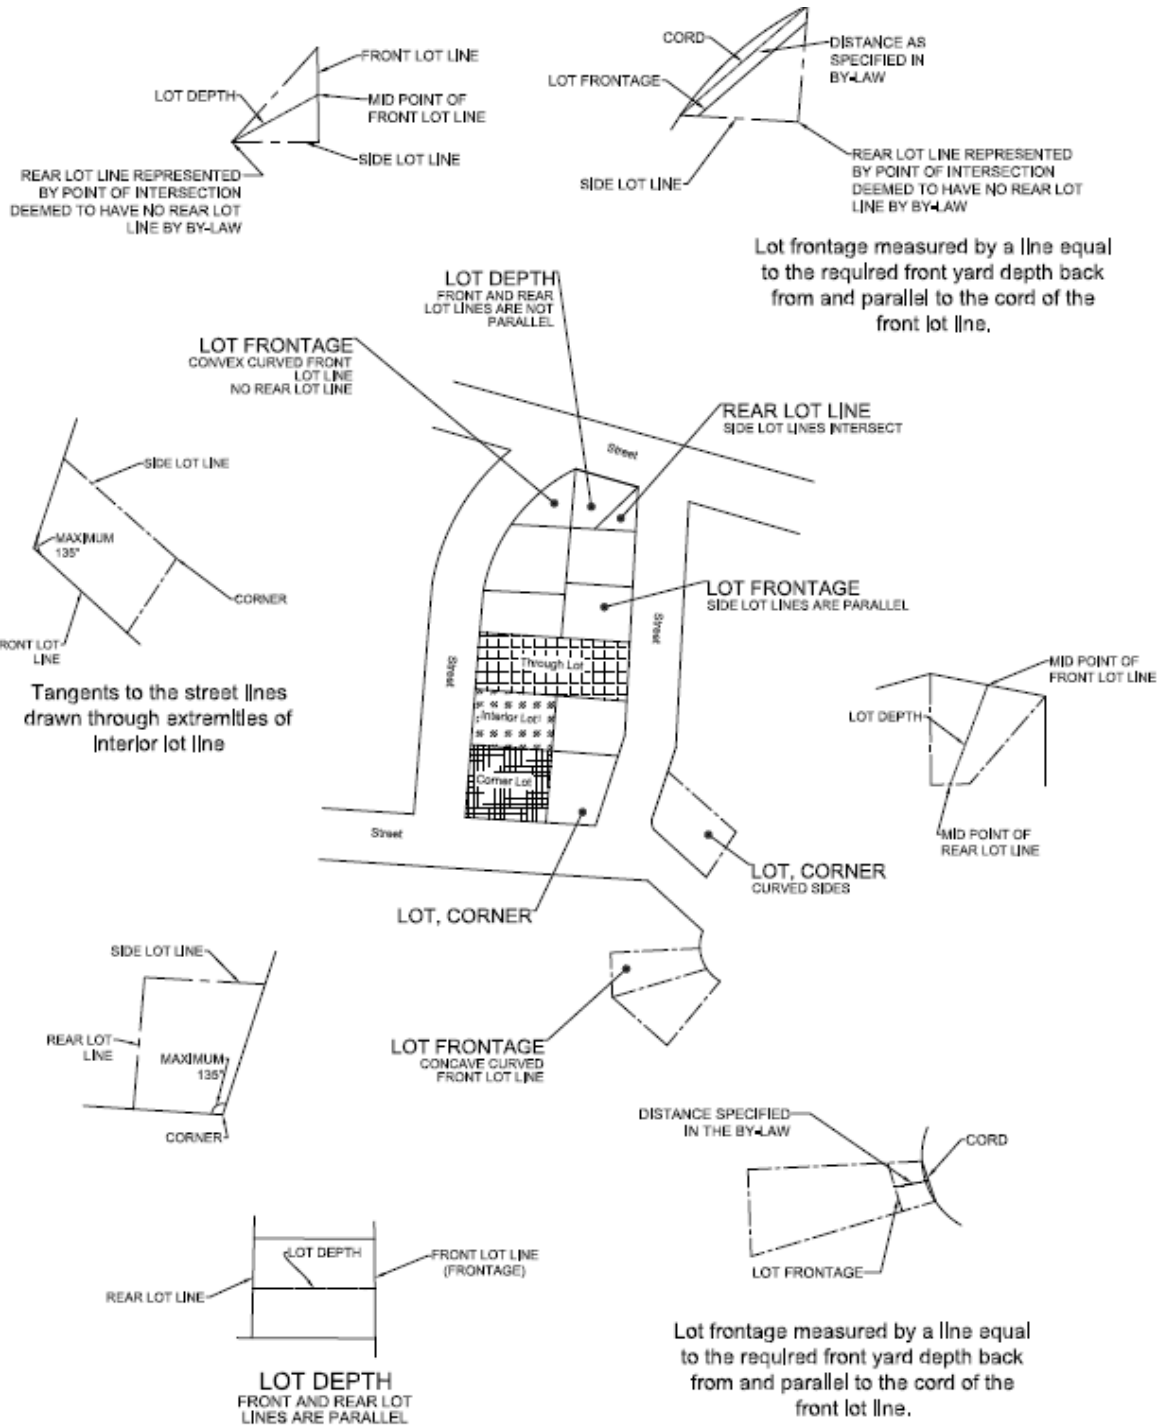 FRONT LOT LINE
LOT DEPTH
MID POINT OF
FRONT LOT LINE
SIDE LOT LINE
REAR LOT LINE REPRESENTED
BY POINT OF INTERSECTION
DEEMED TO HAVE NO REAR LOT
LINE BY BY-LAW
CORD
DISTANCE AS
SPECIFIED IN
BY-LAW
LOT FRONTAGE
SIDE LOT LINE
REAR LOT LINE REPRESENTED
BY POINT OF INTERSECTION
DEEMED TO HAVE NO REAR LOT
LINE BY BY-LAW
Lot frontage measured by a line equal
to the required front yard depth back
from and parallel to the cord of the
front lot line.
LOT DEPTH
FRONT AND REAR
LOT LINES ARE NOT
PARALLEL
LOT FRONTAGE
CONVEX CURVED FRONT
LOT LINE
NO REAR LOT LINE
REAR LOT LINE
SIDE LOT LINES INTERSECT
Street
SIDE LOT LINE
MAXIMUM
135°
CORNER
RONT LOT
LINE
Tangents to the street lines
drawn through extremities of
interior lot line
LOT FRONTAGE
SIDE LOT LINES ARE PARALLEL
Street
Street
Through Lot
Interior Lot
Corner Lot
Street
MID POINT OF
FRONT LOT LINE
LOT DEPTH
MID POINT OF
REAR LOT LINE
LOT, CORNER
CURVED SIDES
LOT, CORNER
SIDE LOT LINE
REAR LOT
LINE
MAXIMUM
135°
CORNER
LOT FRONTAGE
CONCAVE CURVED
FRONT LOT LINE
DISTANCE SPECIFIED
IN THE BY-LAW
CORD
LOT FRONTAGE
Lot frontage measured by a line equal
to the required front yard depth back
from and parallel to the cord of the
front lot line.
LOT DEPTH
FRONT LOT LINE
(FRONTAGE)
REAR LOT LINE
LOT DEPTH
FRONT AND REAR LOT
LINES ARE PARALLEL